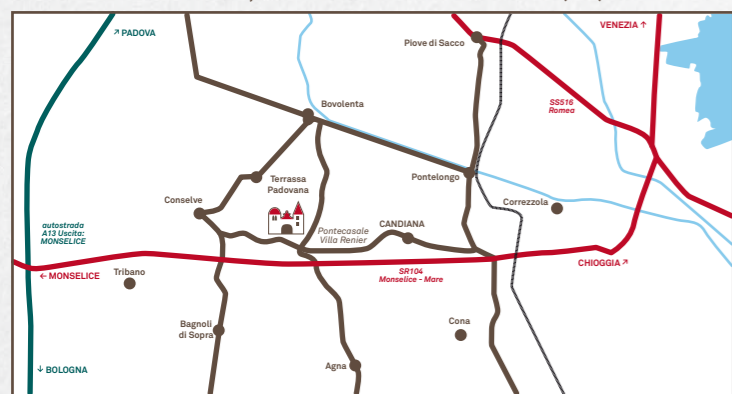 VENEZIA ↑
↗ PADOVA
Piove di Sacco
SS516
Romea
Bovolenta
Terrassa
Padovana
Pontelongo
Conselve
Correzzola
autostrada
A13 Uscita:
MONSELICE
Pontecasale
Villa Renier
CANDIANA
← MONSELICE
Tribano
SR104
Monselice - Mare
CHIOGGIA ↗
Bagnoli
di Sopra
Cona
Agna
↓ BOLOGNA